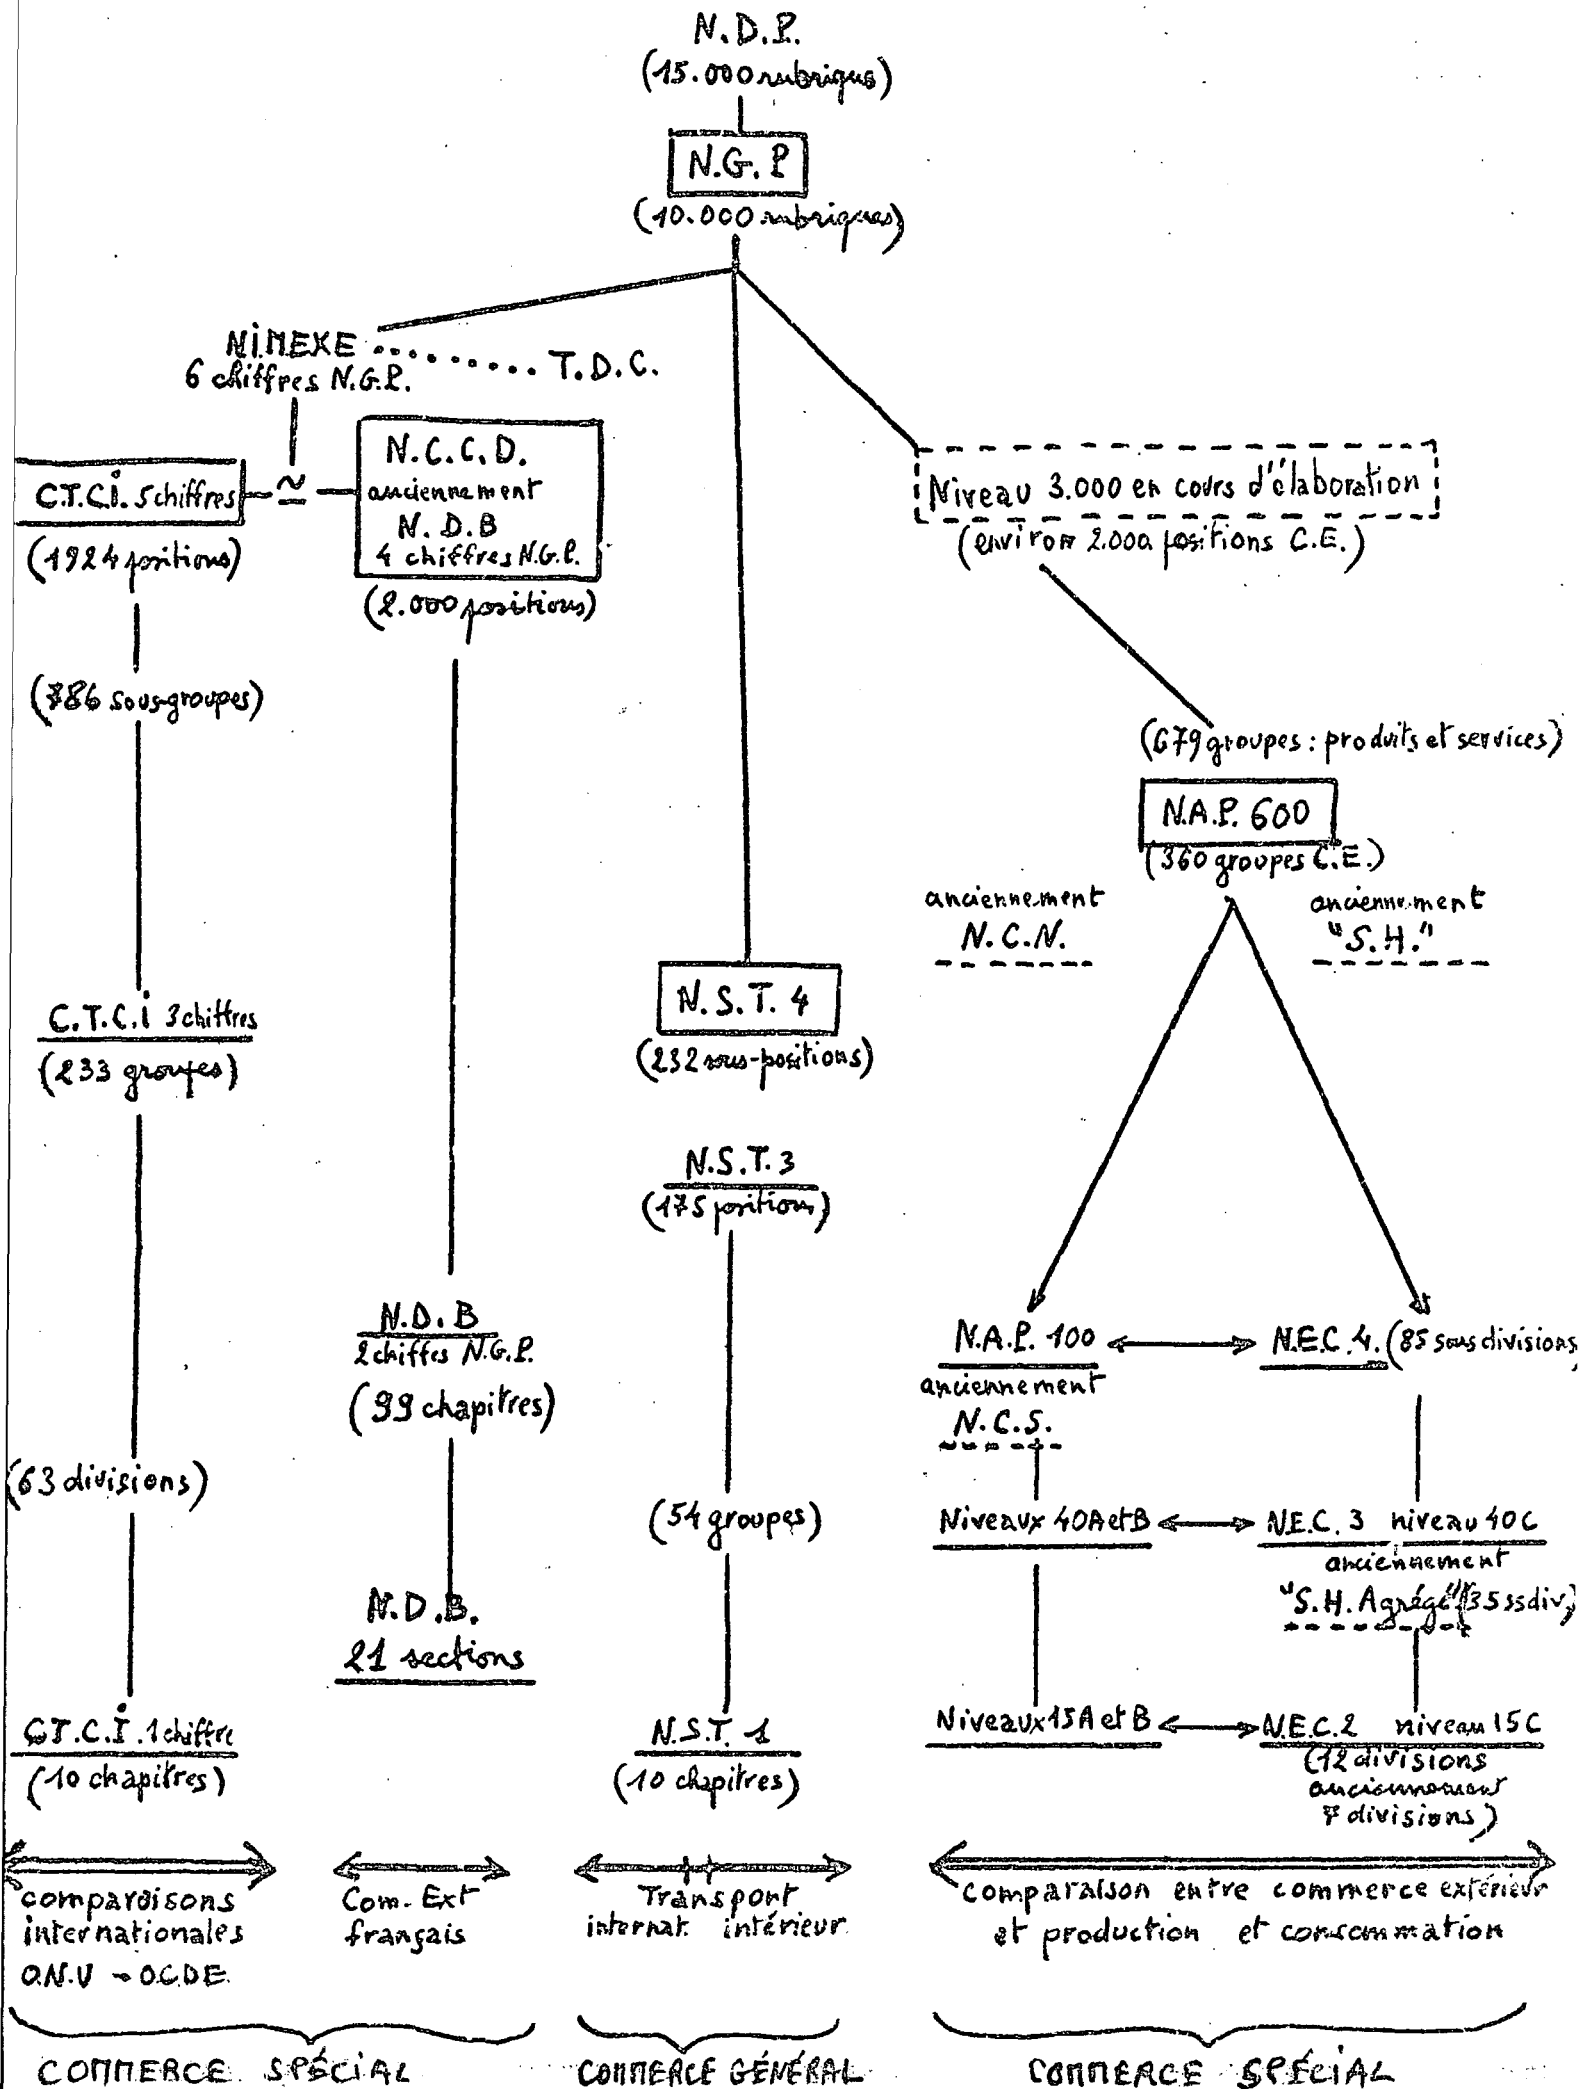 N.D.P.
(15.000 rubriques)
N.G.P
(10.000 rubriques)
NiMEXE ......... T.D.C.
6 chiffres N.G.P.
C.T.C.i. 5 chiffres
(1924 positions)
≃
N.C.C.D.
anciennement
N.D.B
4 chiffres N.G.P.
(2.000 positions)
Niveau 3.000 en cours d'élaboration
(environ 2.000 positions C.E.)
(786 sous-groupes)
(679 groupes : produits et services)
N.A.P. 600
(360 groupes C.E.)
anciennement
N.C.N.
anciennement
"S.H."
C.T.C.i 3 chiffres
(233 groupes)
N.S.T. 4
(232 sous-positions)
N.S.T. 3
(175 positions)
N.D.B
2 chiffes N.G.P.
(99 chapitres)
N.A.P. 100
anciennement
N.C.S.
N.E.C. 4. (85 sous divisions)
(63 divisions)
(54 groupes)
Niveaux 40A et B
N.E.C. 3 niveau 40C
anciennement
"S.H. Agrégé" (35 ssdiv)
N.D.B.
21 sections
C.T.C.i. 1 chiffre
(10 chapitres)
N.S.T. 1
(10 chapitres)
Niveaux 15A et B
N.E.C. 2 niveau 15C
(12 divisions
anciennement
7 divisions)
comparaisons
internationales
O.N.U - OCDE.
Com. Ext
français
Transport
internat. intérieur
Comparaison entre commerce extérieur
et production et consommation
COMMERCE SPÉCiAL
COMMERCE GÉNÉRAL
COMMERCE SPÉCiAL